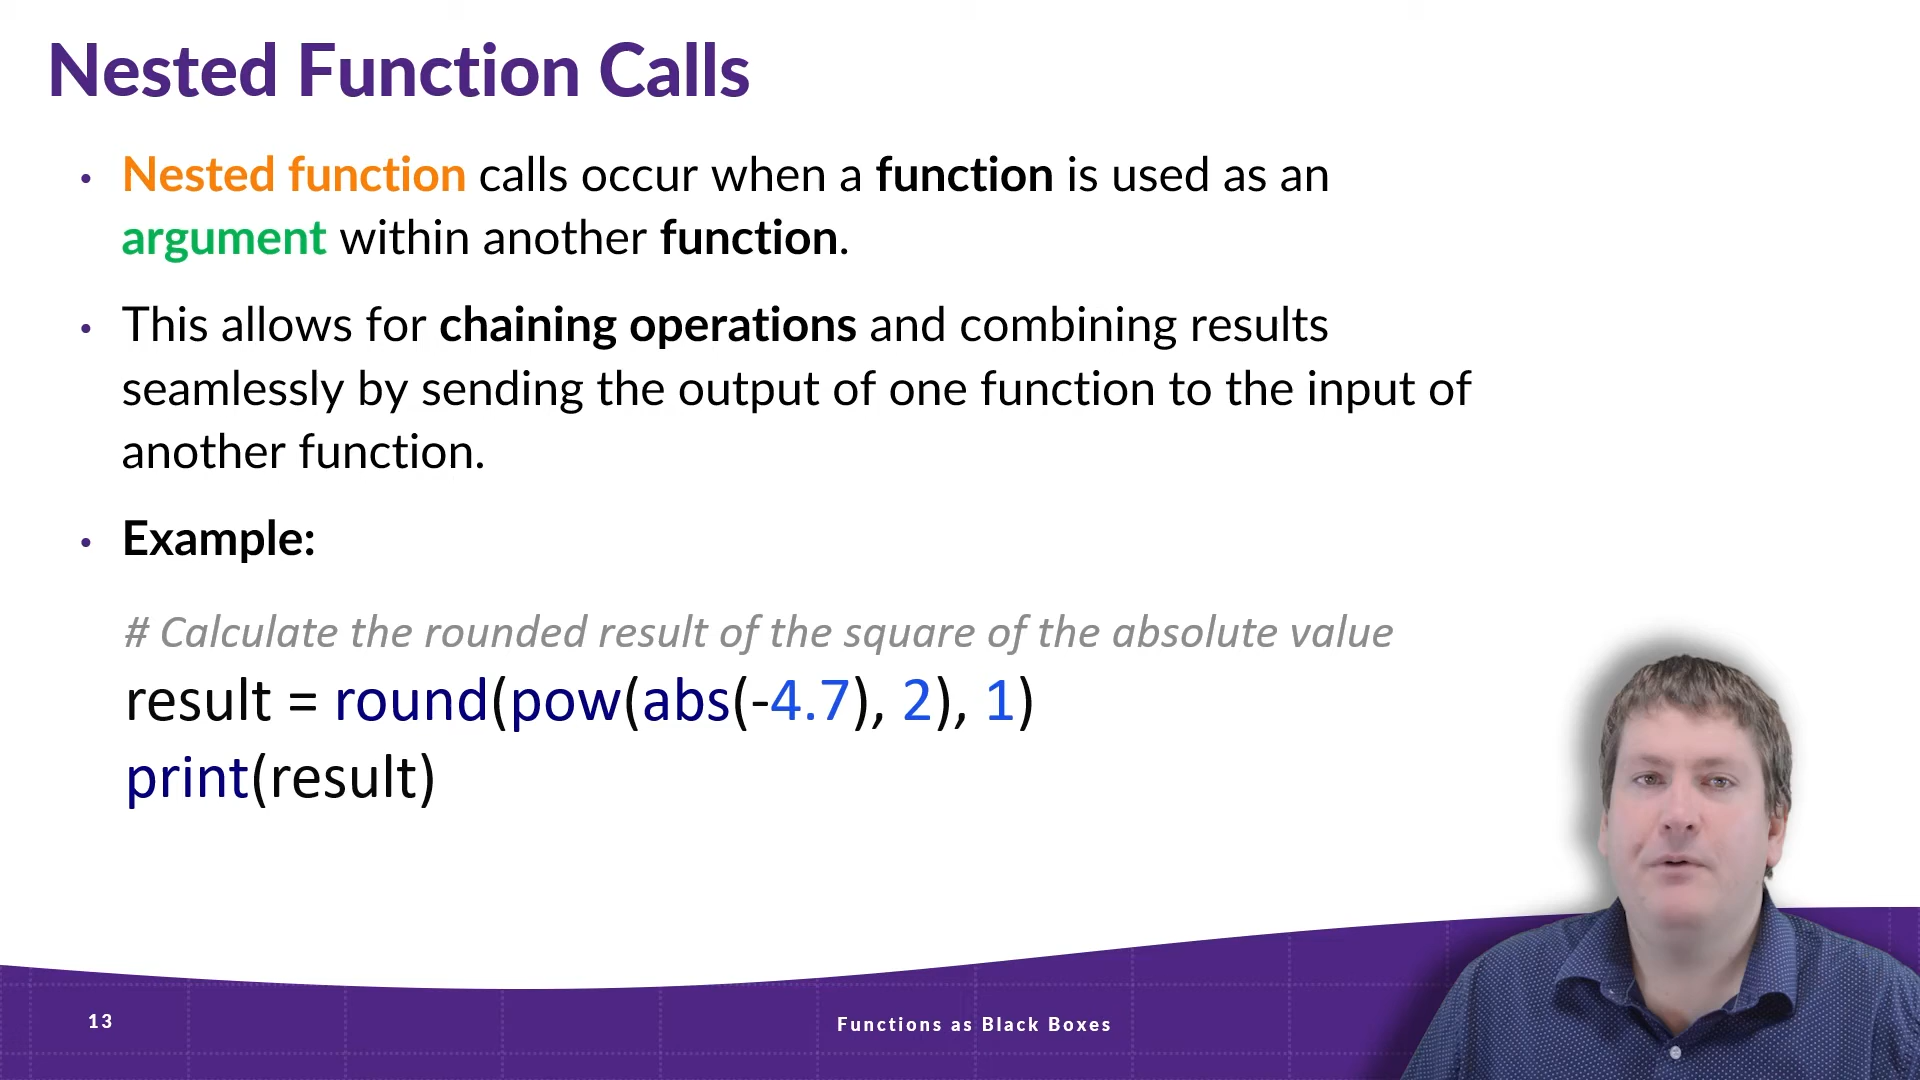 Nested Function Calls
• Nested function calls occur when a function is used as an
argument within another function.
• This allows for chaining operations and combining results
seamlessly by sending the output of one function to the input of
another function.
• Example:
# Calculate the rounded result of the square of the absolute value
result = round(pow(abs(-4.7), 2), 1)
print(result)
13
Functions as Black Boxes